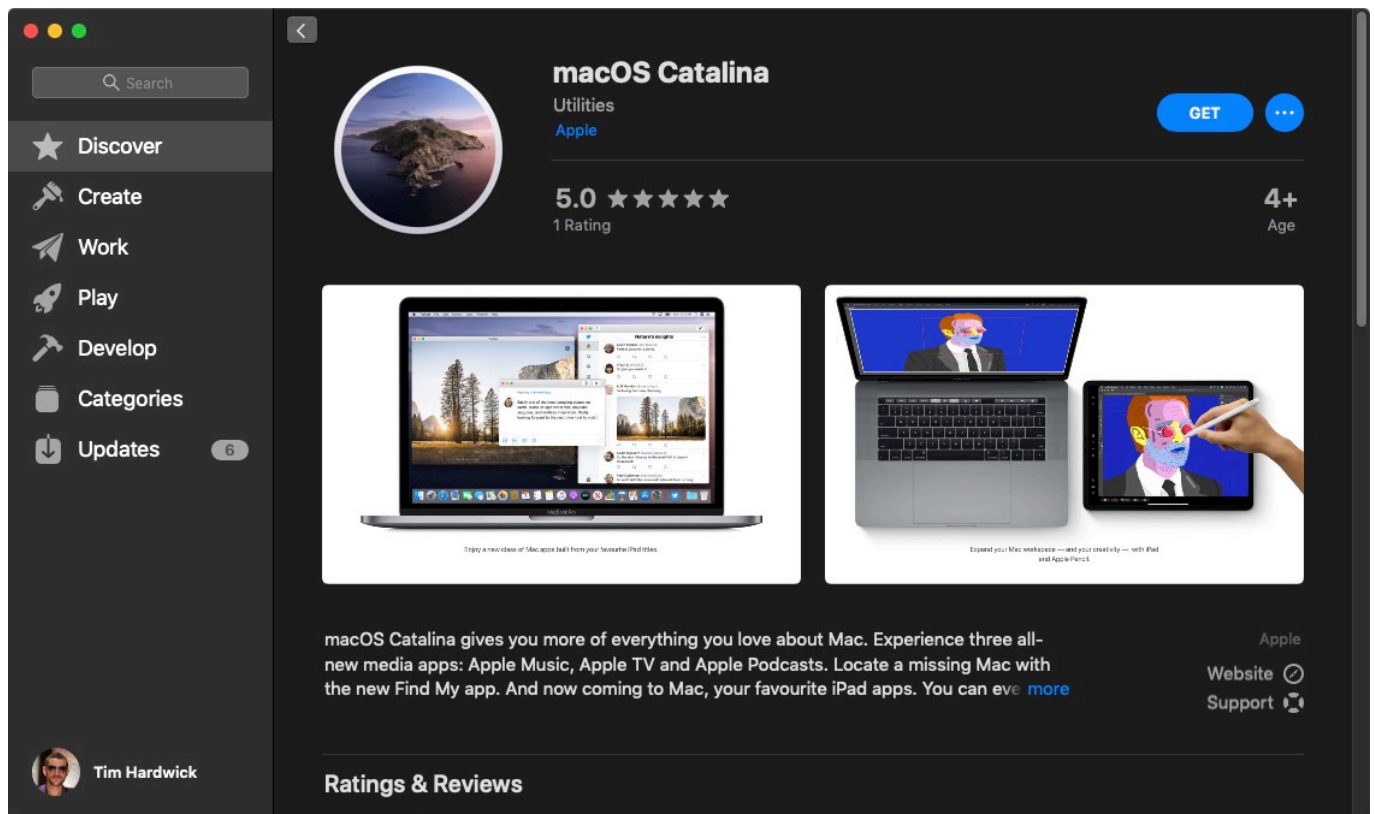 Search
Discover
Create
Work
Play
Develop
Categories
Updates 6
Tim Hardwick
macOS Catalina
Utilities
Apple
GET
5.0
1 Rating
4+
Age
Nature's delights
MacBook Pro
Enjoy a new class of Mac apps built from your favourite iPad titles.
Expand your Mac workspace — and your creativity — with iPad
and Apple Pencil.
macOS Catalina gives you more of everything you love about Mac. Experience three all-
new media apps: Apple Music, Apple TV and Apple Podcasts. Locate a missing Mac with
the new Find My app. And now coming to Mac, your favourite iPad apps. You can eve more
Apple
Website
Support
Ratings & Reviews